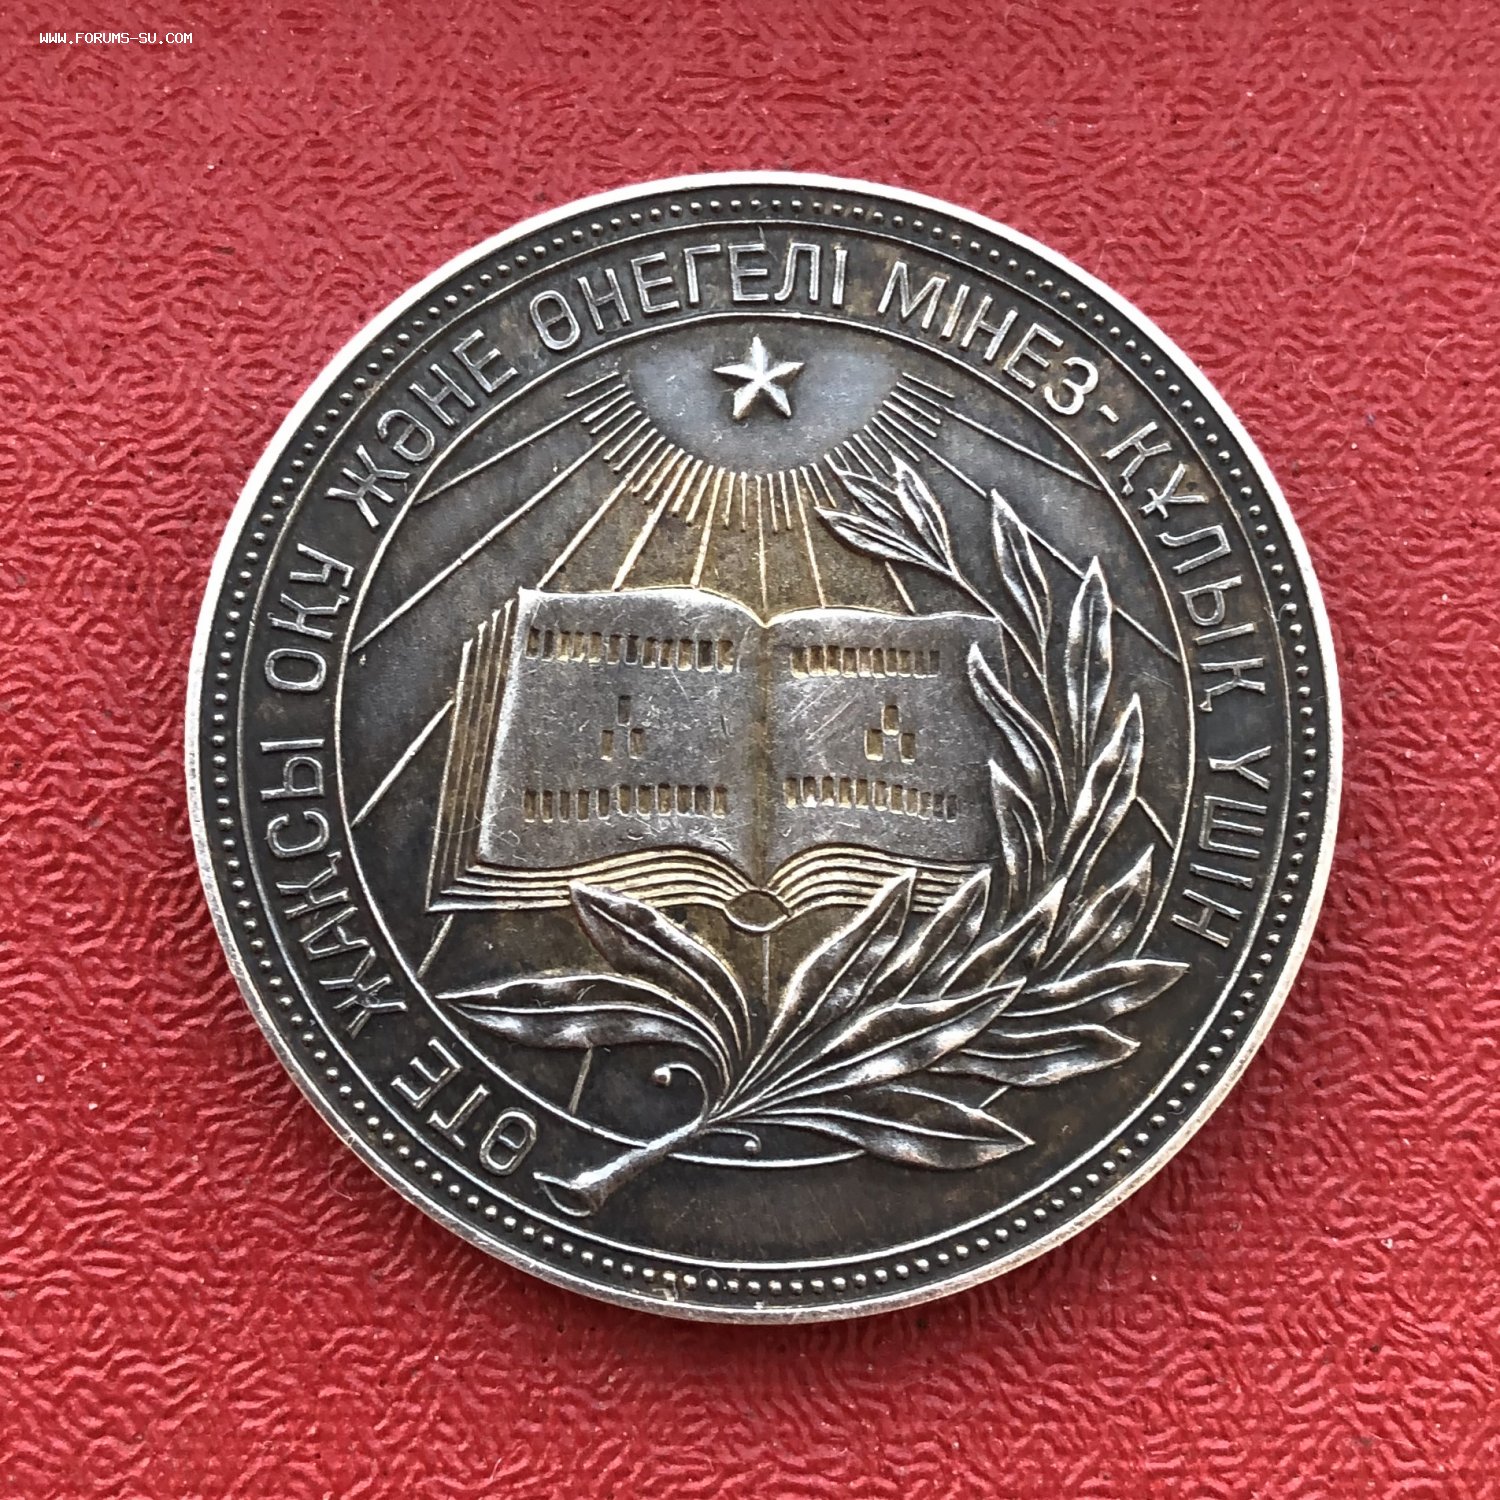 WWW.FORUMS-SU.COM
ӨТЕ ЖАҚСЫ ОҚУ ЖӘНЕ ӨНЕГЕЛІ МІНЕЗ-ҚҰЛЫҚ ҮШІН